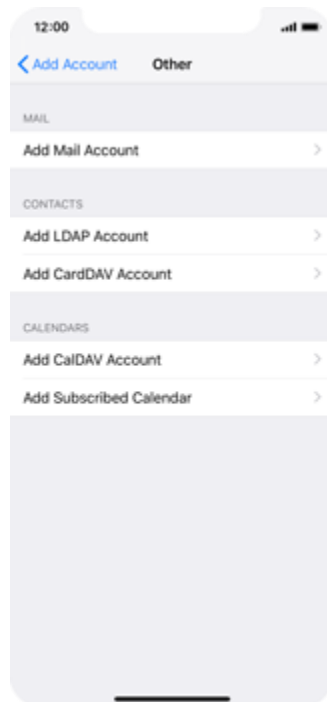 12:00
Add Account Other
MAIL
Add Mail Account
CONTACTS
Add LDAP Account
Add CardDAV Account
CALENDARS
Add CalDAV Account
Add Subscribed Calendar